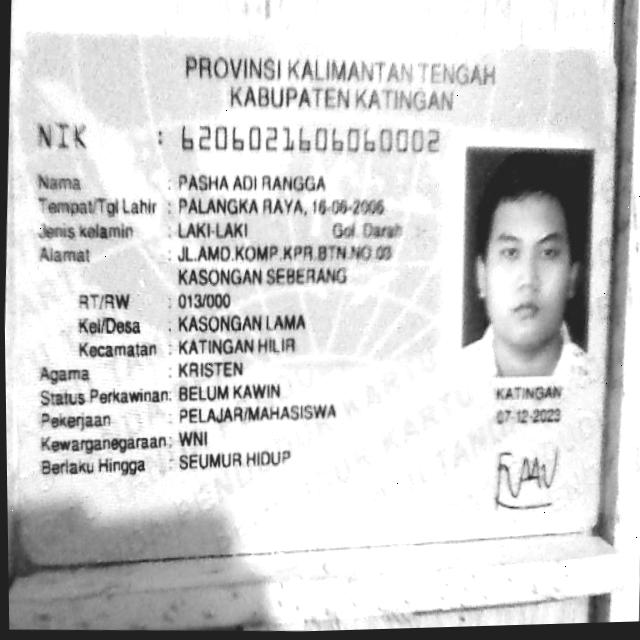 PROVINSI KALIMANTAN TENGAH
KABUPATEN KATINGAN
NIK : 6206021606060002
Nama : PASHA ADI RANGGA
Tempat/Tgl Lahir : PALANGKA RAYA, 16-06-2006
Jenis kelamin : LAKI-LAKI Gol. Darah :-
Alamat : JL.AMD.KOMP.KPR.BTN.NO.03
KASONGAN SEBERANG
RT/RW : 013/000
Kel/Desa : KASONGAN LAMA
Kecamatan : KATINGAN HILIR
Agama : KRISTEN
Status Perkawinan: BELUM KAWIN
Pekerjaan : PELAJAR/MAHASISWA
Kewarganegaraan: WNI
Berlaku Hingga : SEUMUR HIDUP
KATINGAN
07-12-2023